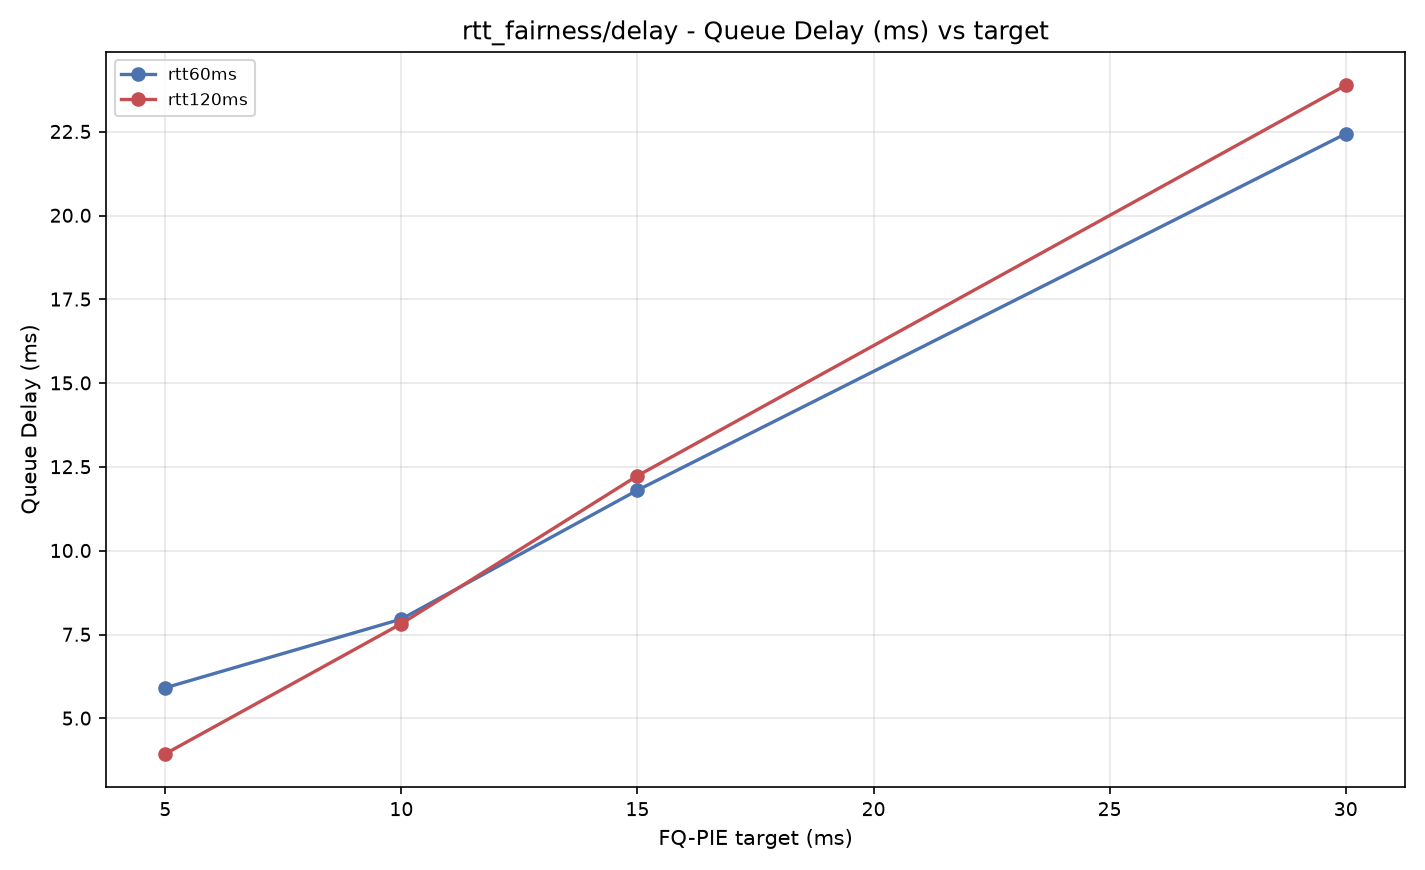 rtt_fairness/delay - Queue Delay (ms) vs target
rtt60ms
rtt120ms
22.5
20.0
17.5
15.0
12.5
10.0
7.5
5.0
Queue Delay (ms)
5 10 15 20 25 30
FQ-PIE target (ms)